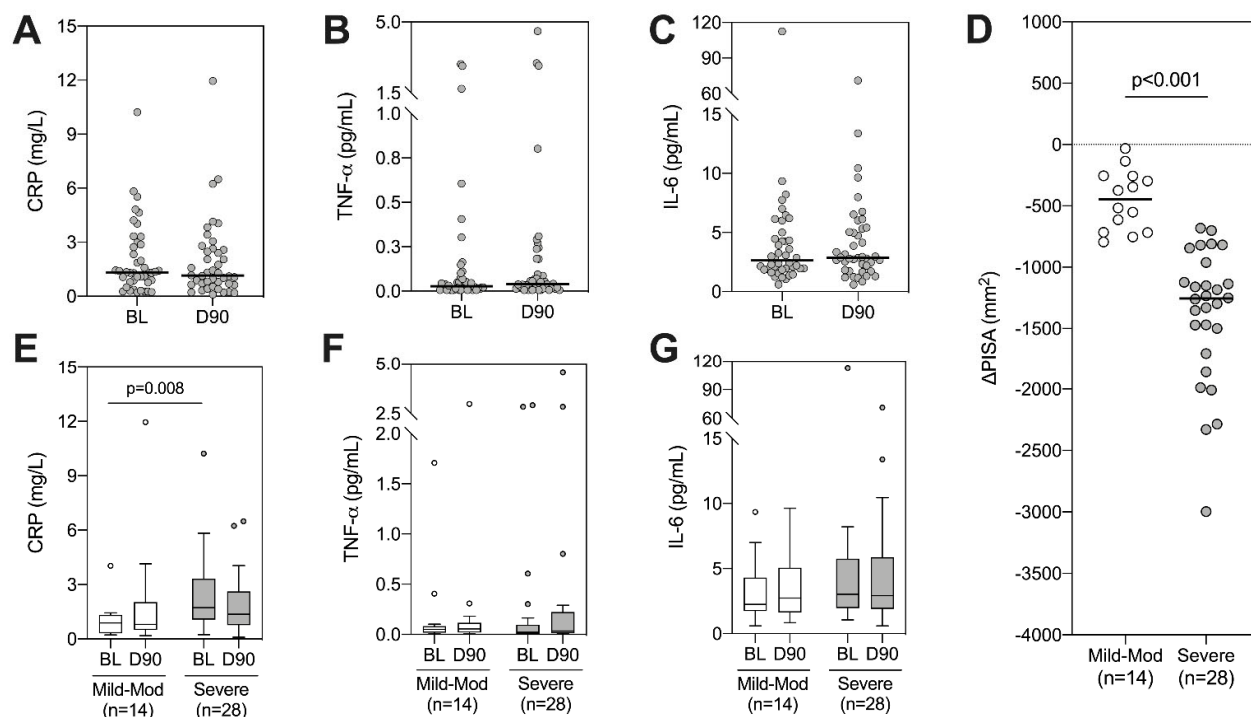 A
CRP (mg/L)
15
12
9
6
3
0
BL D90
B
TNF-α (pg/mL)
5.0
1.5
1.0
0.8
0.5
0.3
0.0
BL D90
C
IL-6 (pg/mL)
120
90
60
15
10
5
0
BL D90
D
ΔPISA (mm²)
1000
500
0
-500
-1000
-1500
-2000
-2500
-3000
-3500
-4000
p<0.001
Mild-Mod Severe
(n=14) (n=28)
E
CRP (mg/L)
15
12
9
6
3
0
p=0.008
BL D90 BL D90
Mild-Mod Severe
(n=14) (n=28)
F
TNF-α (pg/mL)
5.0
2.5
2.0
1.5
1.0
0.5
0.0
BL D90 BL D90
Mild-Mod Severe
(n=14) (n=28)
G
IL-6 (pg/mL)
120
90
60
15
10
5
0
BL D90 BL D90
Mild-Mod Severe
(n=14) (n=28)